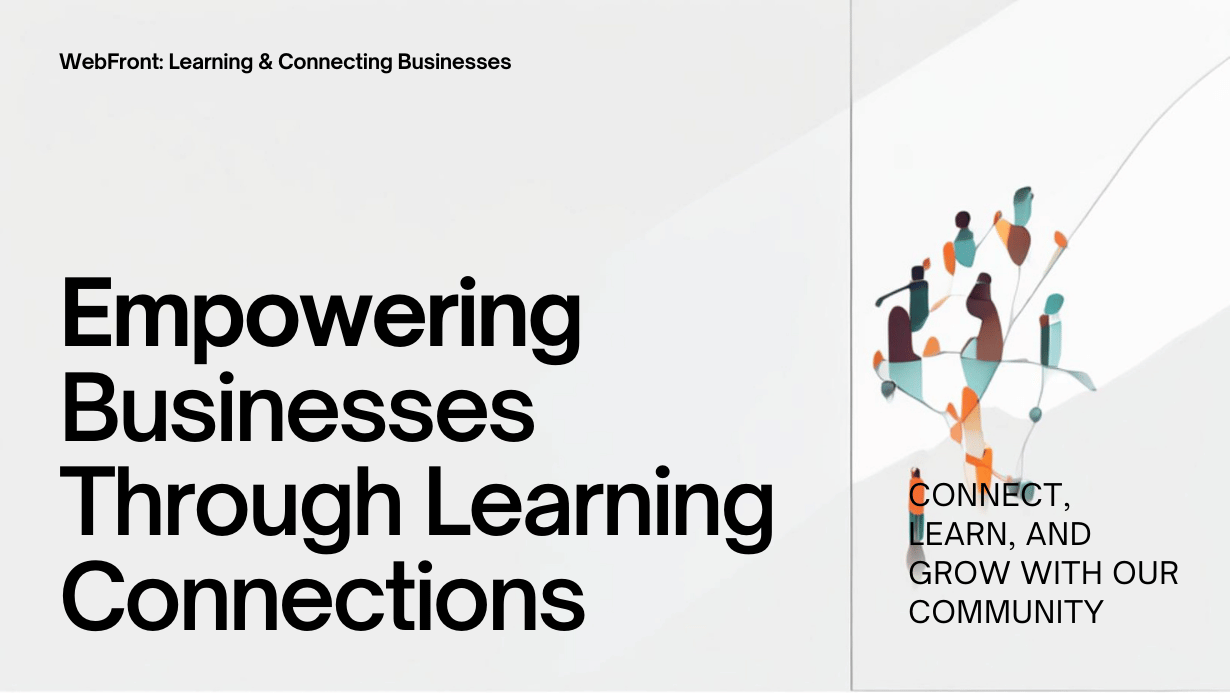 WebFront: Learning & Connecting Businesses
Empowering
Businesses
Through Learning
Connections
CONNECT,
LEARN, AND
GROW WITH OUR
COMMUNITY